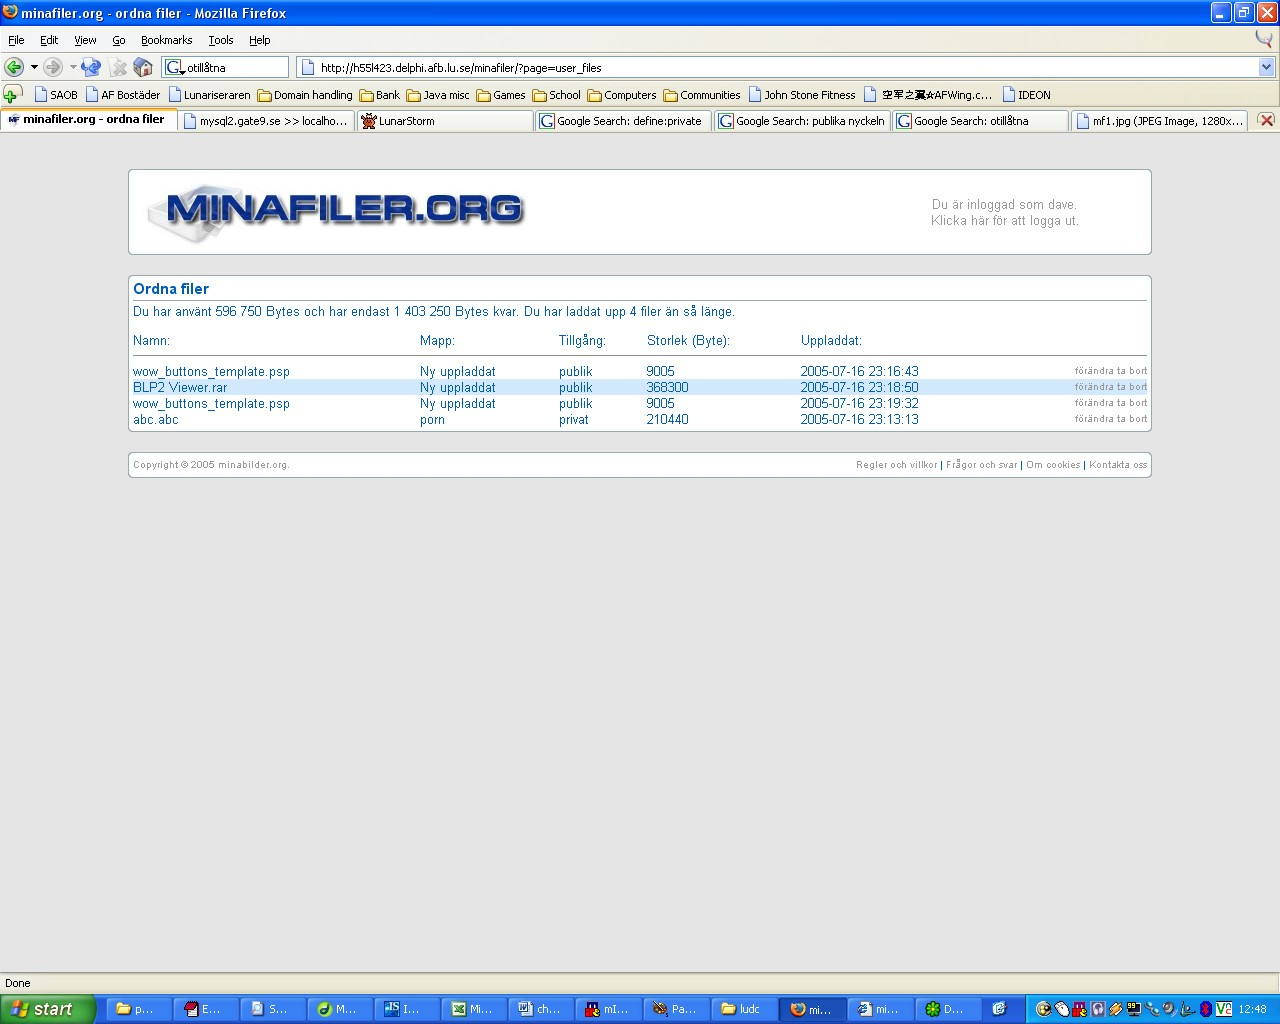 minafiler.org - ordna filer - Mozilla Firefox
File Edit View Go Bookmarks Tools Help
otillåtna http://h55l423.delphi.afb.lu.se/minafiler/?page=user_files
SAOB AF Bostäder Lunariseraren Domain handling Bank Java misc Games School Computers Communities John Stone Fitness 空军之翼☆AFWing.c... IDEON
minafiler.org - ordna filer mysql2.gate9.se >> localho... LunarStorm Google Search: define:private Google Search: publika nyckeln Google Search: otillåtna mf1.jpg (JPEG Image, 1280x...
MINAFILER.ORG
Du är inloggad som dave.
Klicka här för att logga ut.
Ordna filer
Du har använt 596 750 Bytes och har endast 1 403 250 Bytes kvar. Du har laddat upp 4 filer än så länge.
Namn: Mapp: Tillgång: Storlek (Byte): Uppladdat:
wow_buttons_template.psp Ny uppladdat publik 9005 2005-07-16 23:16:43 förändra ta bort
BLP2 Viewer.rar Ny uppladdat publik 368300 2005-07-16 23:18:50 förändra ta bort
wow_buttons_template.psp Ny uppladdat publik 9005 2005-07-16 23:19:32 förändra ta bort
abc.abc porn privat 210440 2005-07-16 23:13:13 förändra ta bort
Copyright © 2005 minabilder.org. Regler och villkor | Frågor och svar | Om cookies | Kontakta oss
Done
start p... E... S... M... I... Mi... ch... mI... Pa... ludc mi... mi... D... 12:48